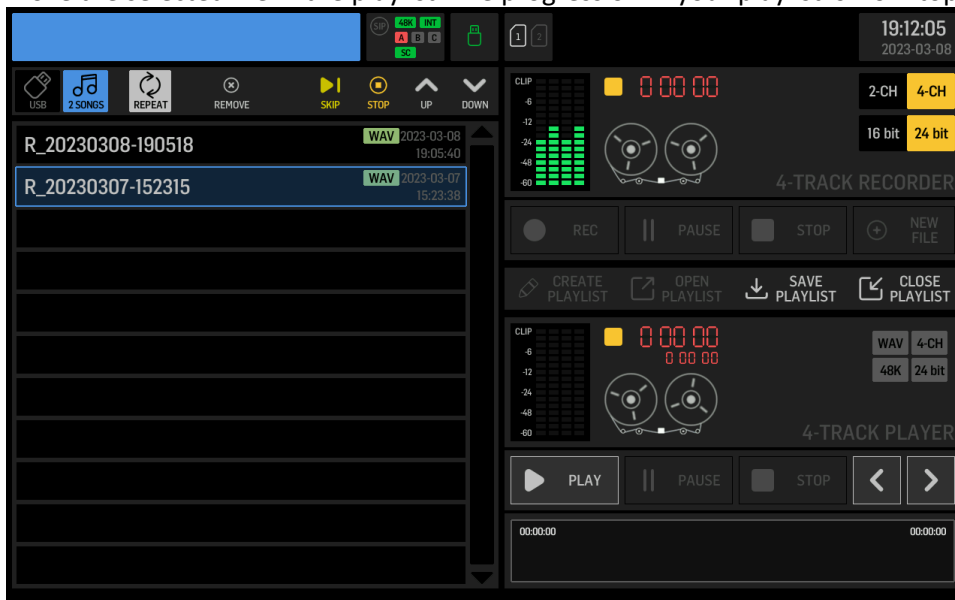 SIP 48K INT
A B C
SC
1 2
19:12:05
2023-03-08
USB 2 SONGS REPEAT REMOVE SKIP STOP UP DOWN
R_20230308-190518 WAV 2023-03-08
19:05:40
R_20230307-152315 WAV 2023-03-07
15:23:38
CLIP
-6
-12
-24
-48
-60
0 00 00
2-CH 4-CH
16 bit 24 bit
4-TRACK RECORDER
REC PAUSE STOP NEW FILE
CREATE PLAYLIST OPEN PLAYLIST SAVE PLAYLIST CLOSE PLAYLIST
CLIP
-6
-12
-24
-48
-60
0 00 00
0 00 00
WAV 4-CH
48K 24 bit
4-TRACK PLAYER
PLAY PAUSE STOP
00:00:00 00:00:00